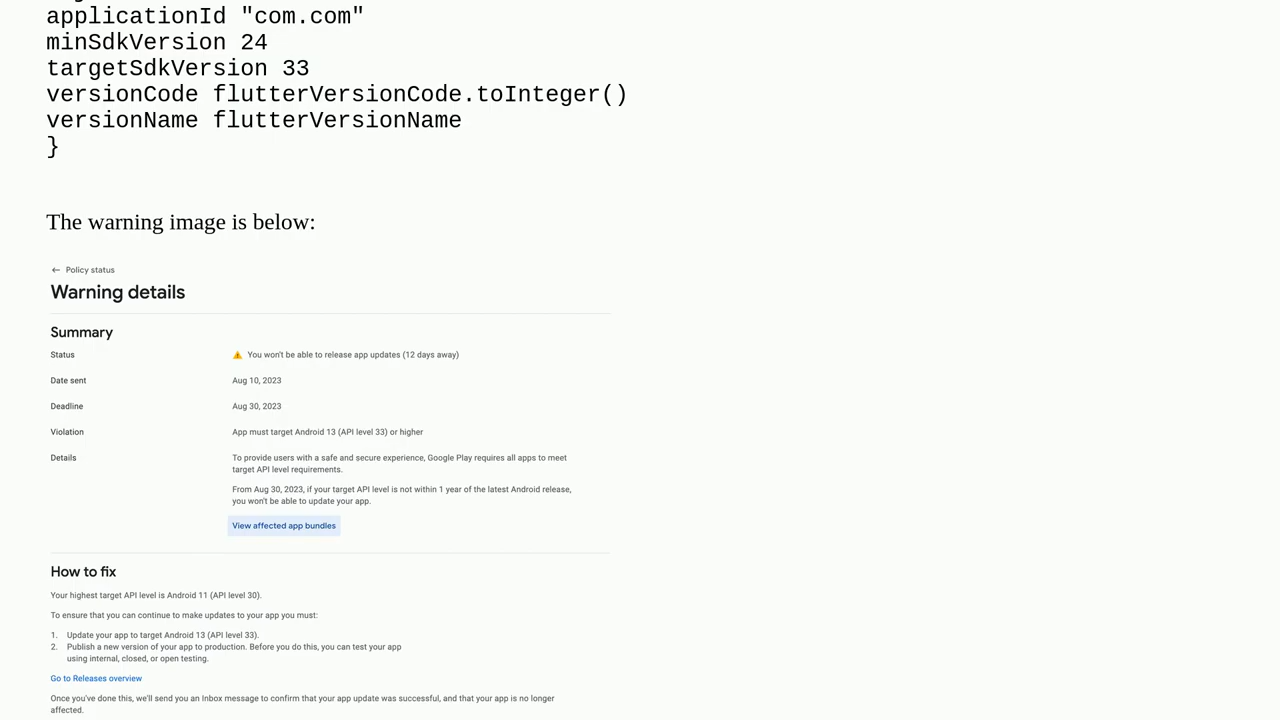 applicationId "com.com"
minSdkVersion 24
targetSdkVersion 33
versionCode flutterVersionCode.toInteger()
versionName flutterVersionName
}
The warning image is below:
← Policy status
Warning details
Summary
Status You won't be able to release app updates (12 days away)
Date sent Aug 10, 2023
Deadline Aug 30, 2023
Violation App must target Android 13 (API level 33) or higher
Details To provide users with a safe and secure experience, Google Play requires all apps to meet
target API level requirements.
From Aug 30, 2023, if your target API level is not within 1 year of the latest Android release,
you won't be able to update your app.
View affected app bundles
How to fix
Your highest target API level is Android 11 (API level 30).
To ensure that you can continue to make updates to your app you must:
1. Update your app to target Android 13 (API level 33).
2. Publish a new version of your app to production. Before you do this, you can test your app
using internal, closed, or open testing.
Go to Releases overview
Once you've done this, we'll send you an Inbox message to confirm that your app update was successful, and that your app is no longer
affected.